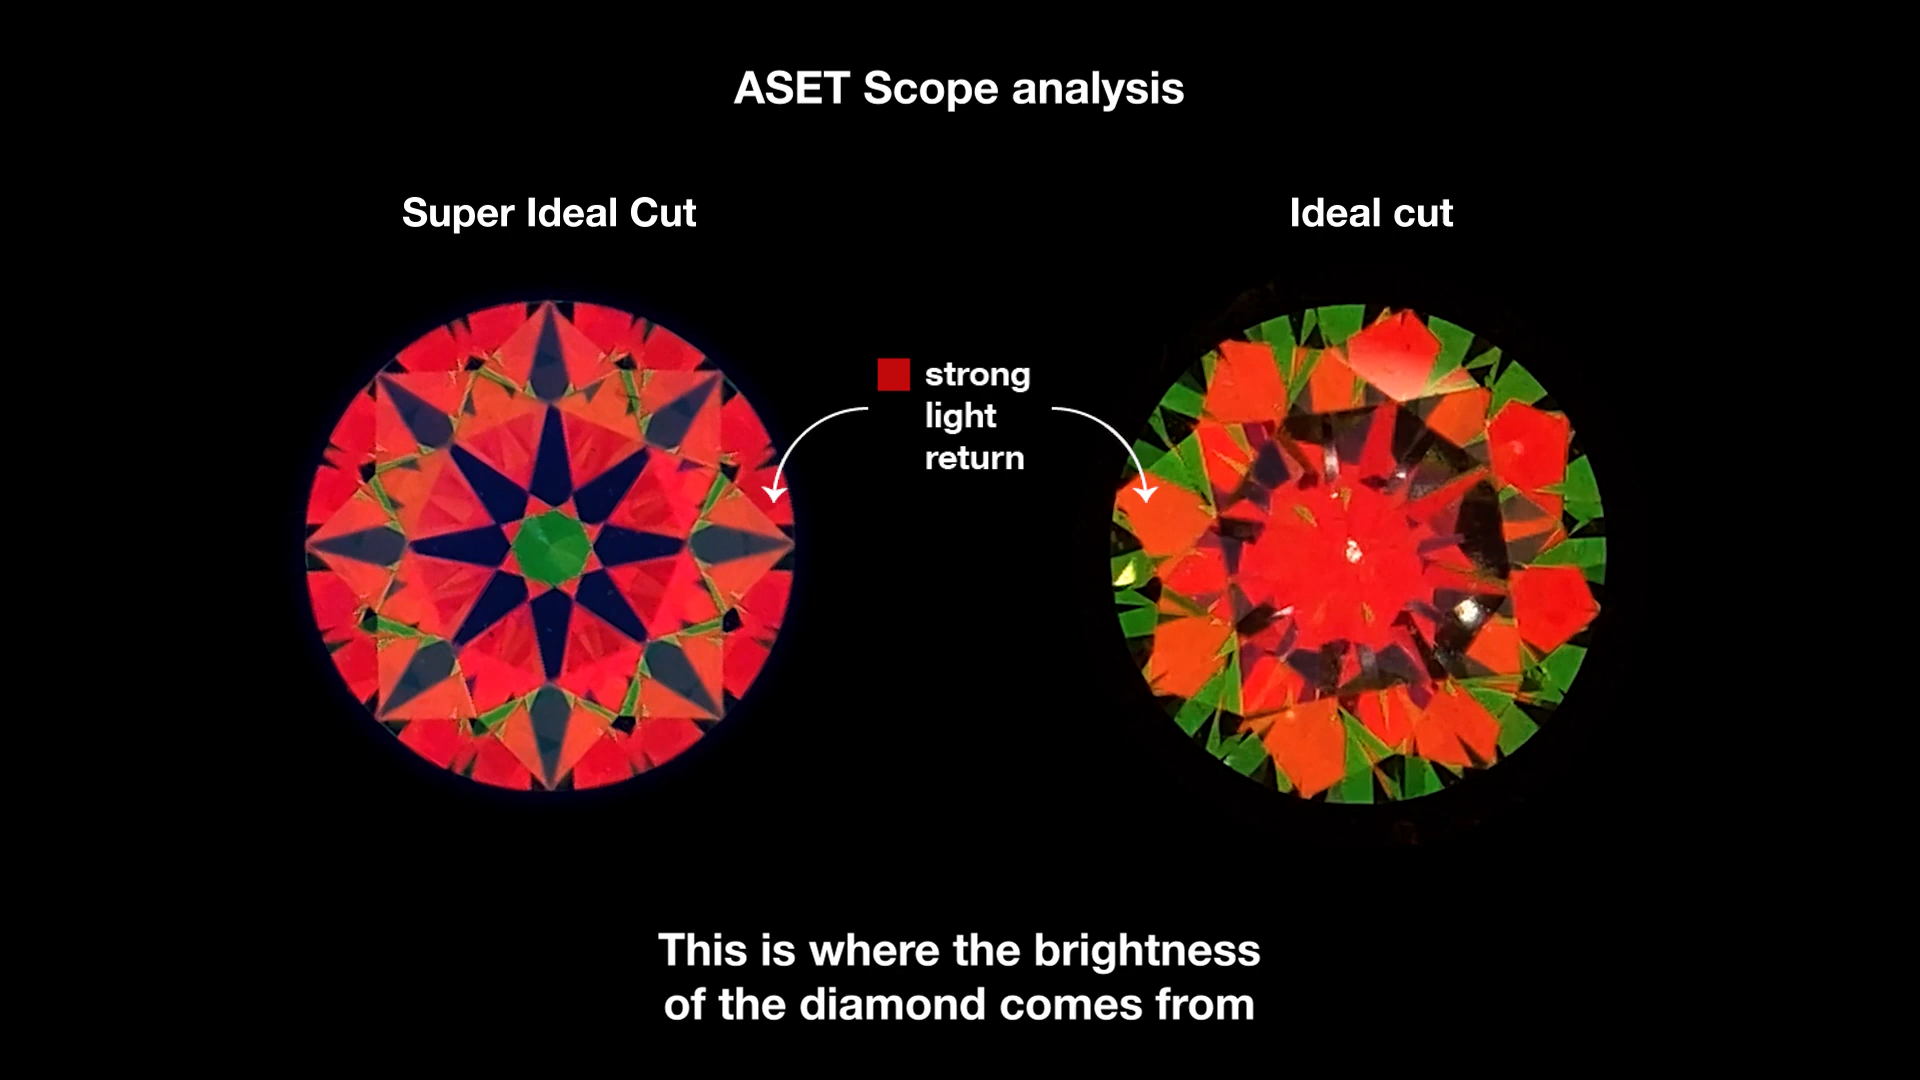 ASET Scope analysis
Super Ideal Cut
Ideal cut
strong
light
return
This is where the brightness
of the diamond comes from